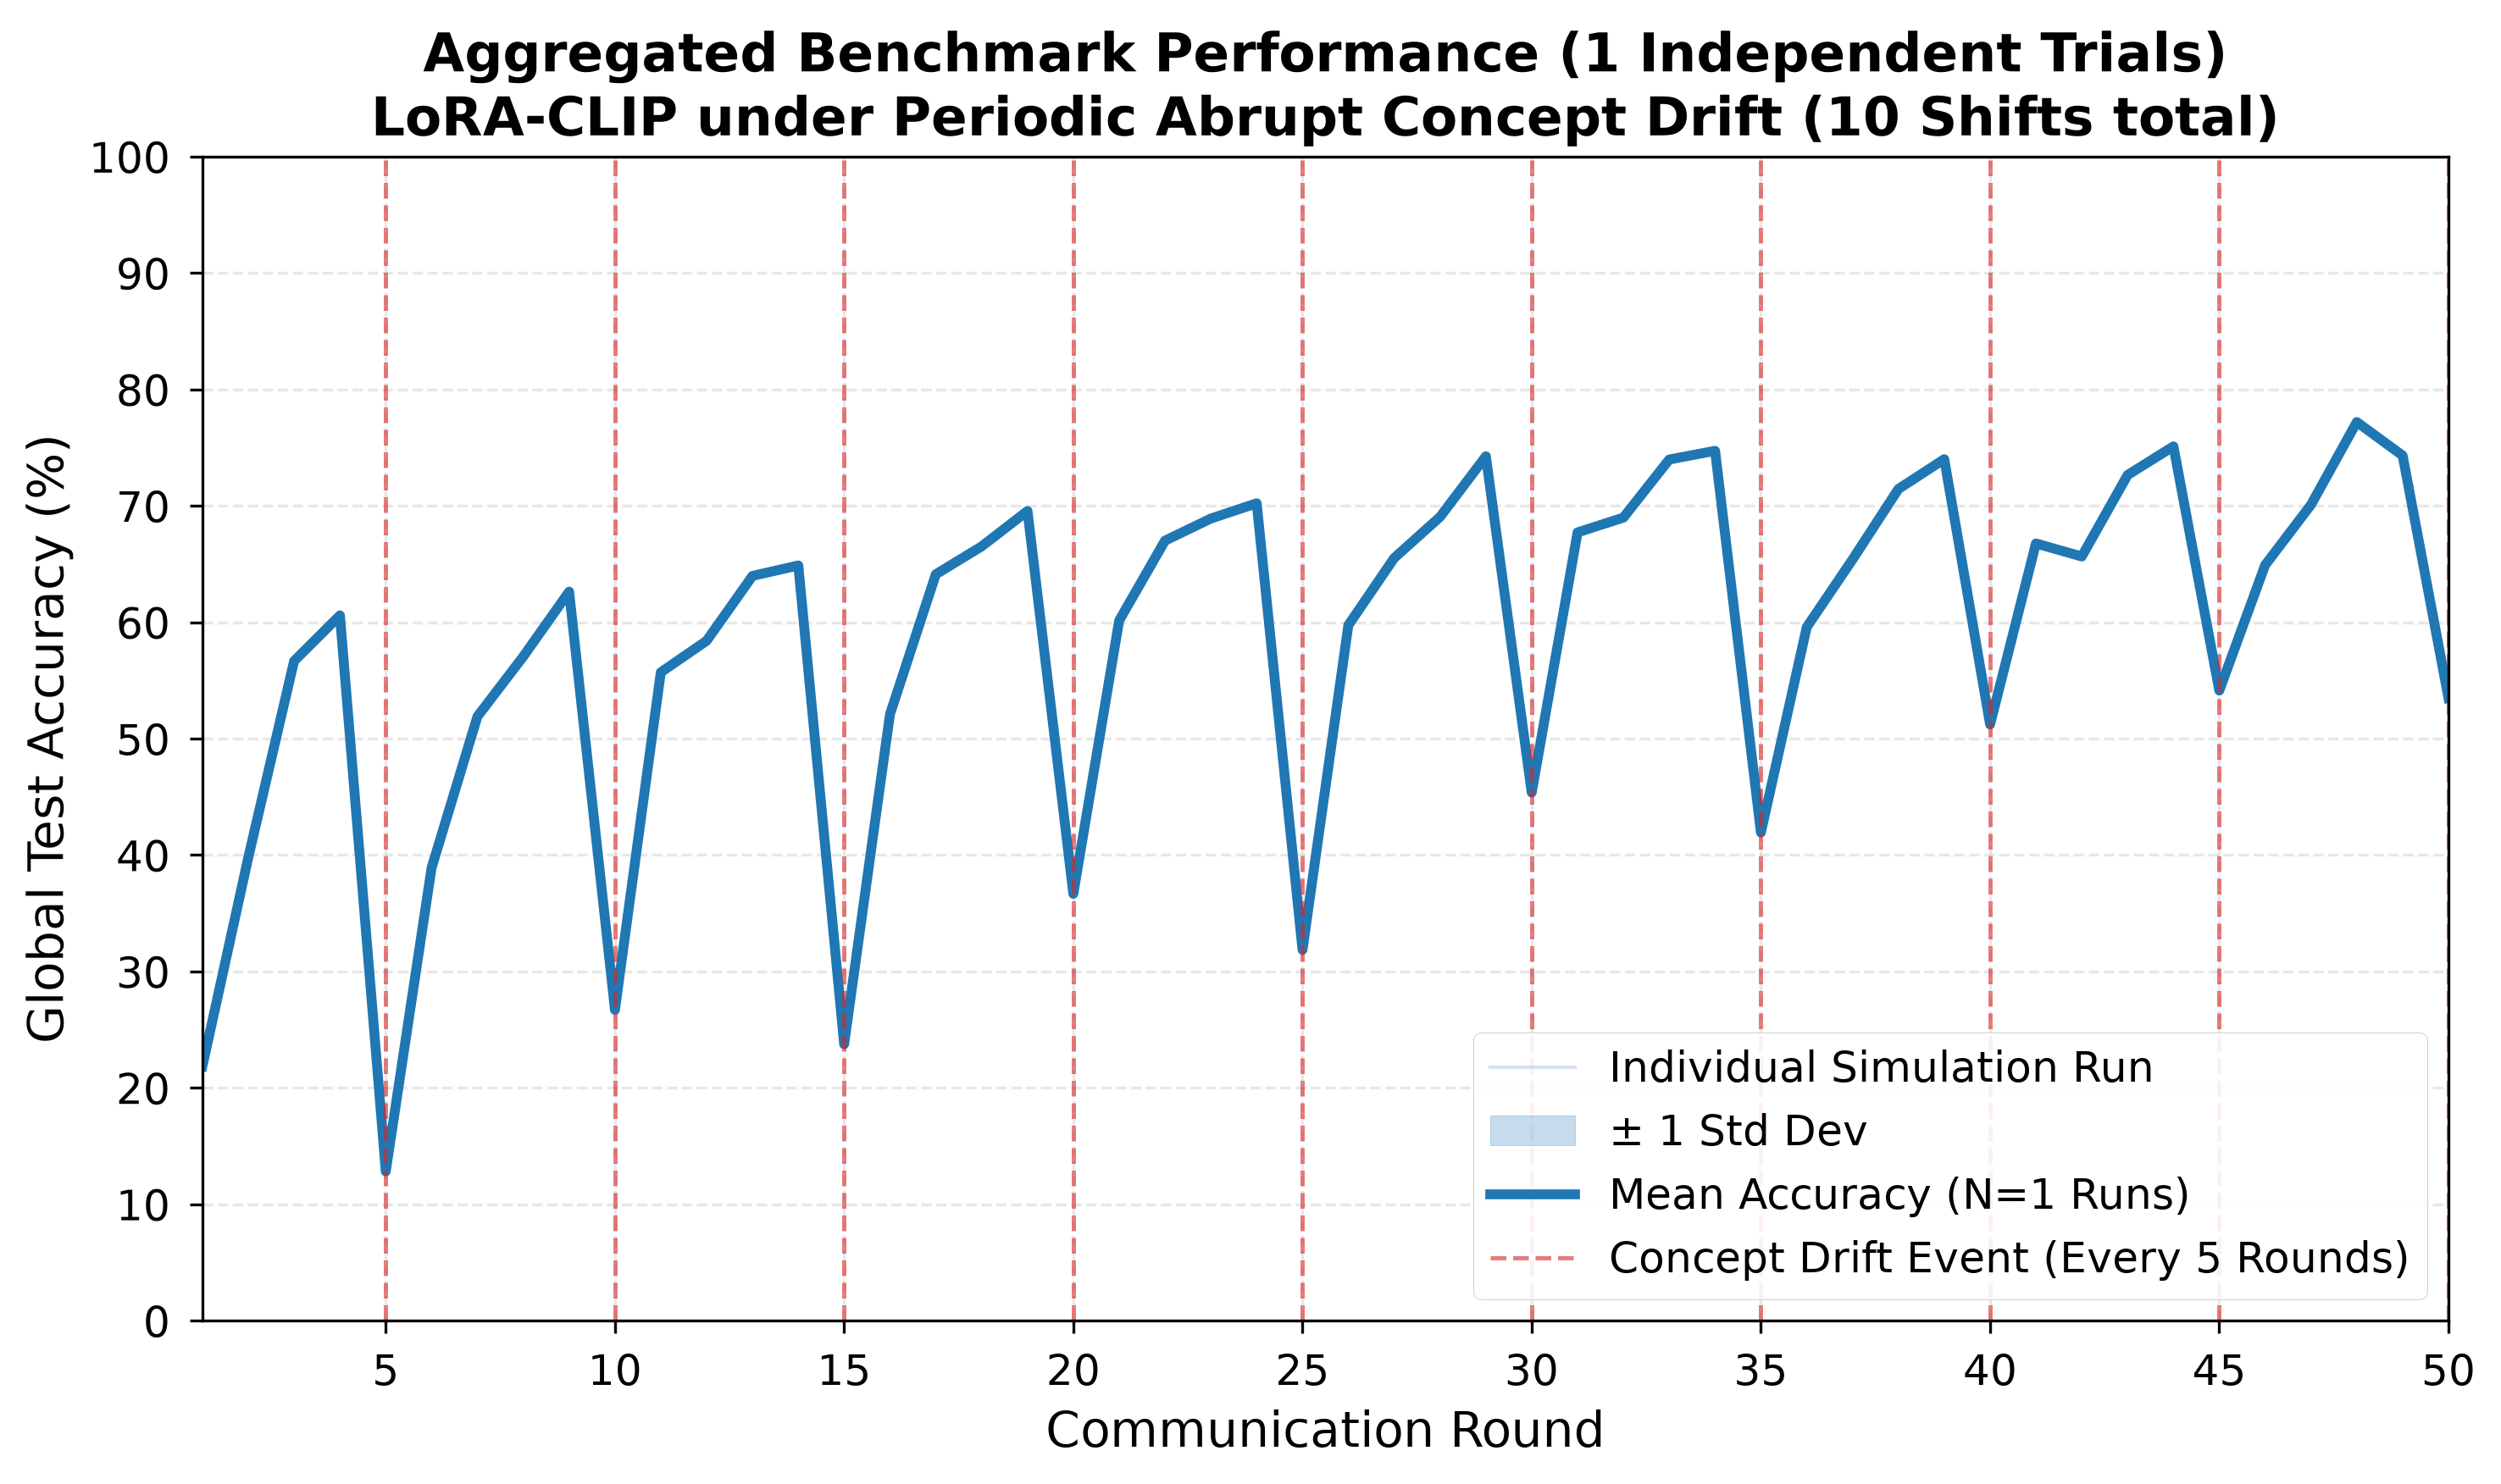 Aggregated Benchmark Performance (1 Independent Trials)
LoRA-CLIP under Periodic Abrupt Concept Drift (10 Shifts total)
Global Test Accuracy (%)
100
90
80
70
60
50
40
30
20
10
0
Individual Simulation Run
± 1 Std Dev
Mean Accuracy (N=1 Runs)
Concept Drift Event (Every 5 Rounds)
5 10 15 20 25 30 35 40 45 50
Communication Round